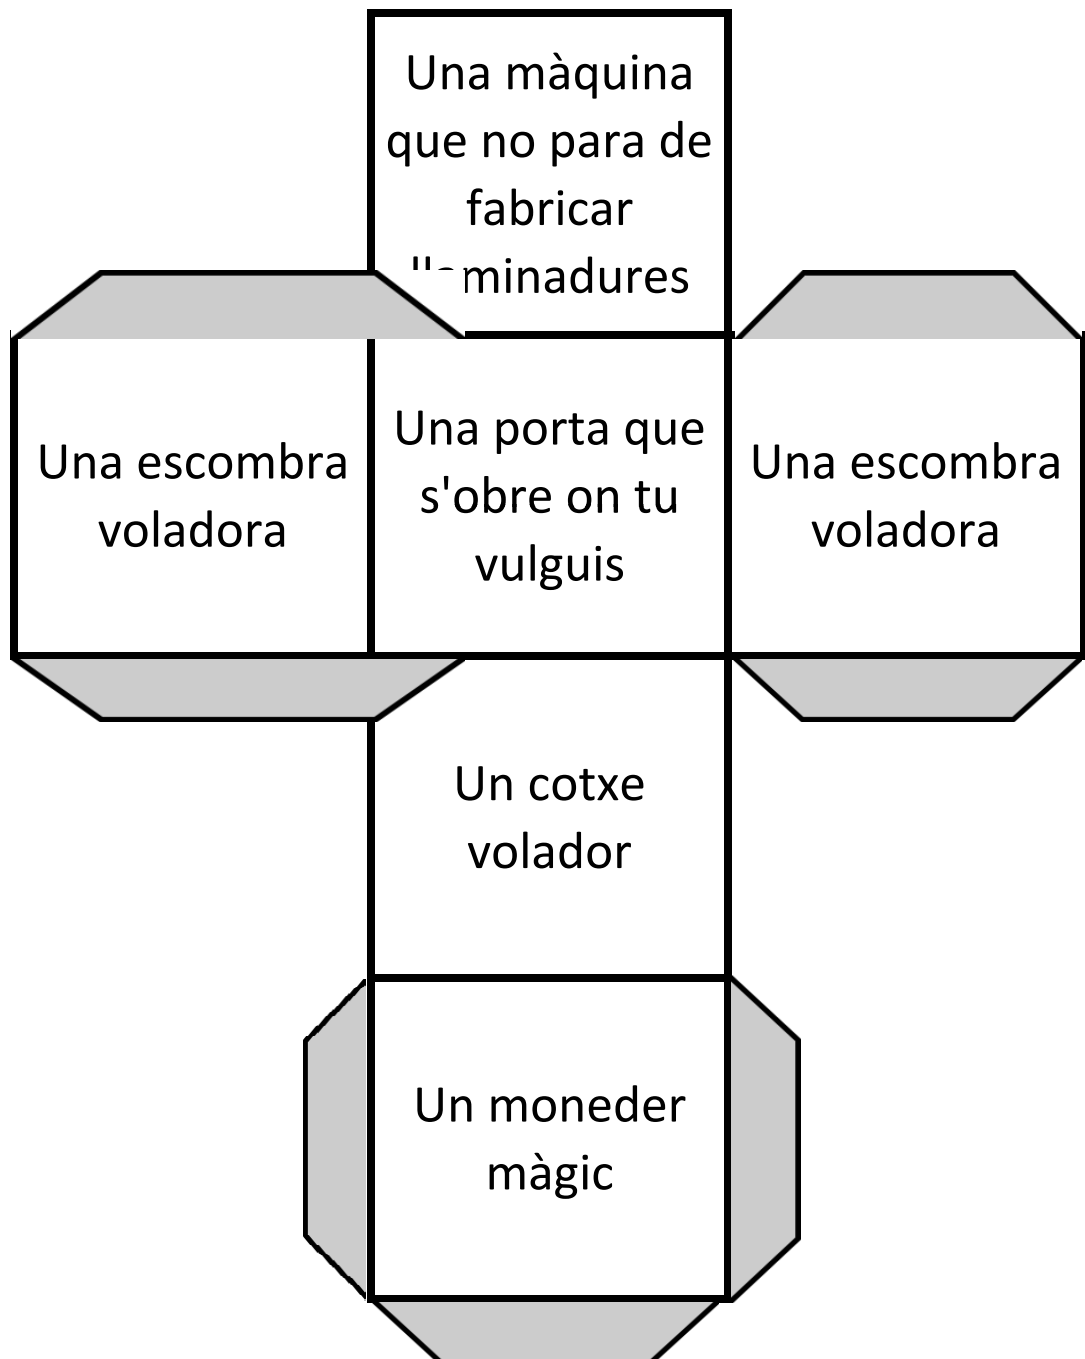 Una màquina
que no para de
fabricar
llaminadures
Una escombra
voladora
Una porta que
s'obre on tu
vulguis
Una escombra
voladora
Un cotxe
volador
Un moneder
màgic